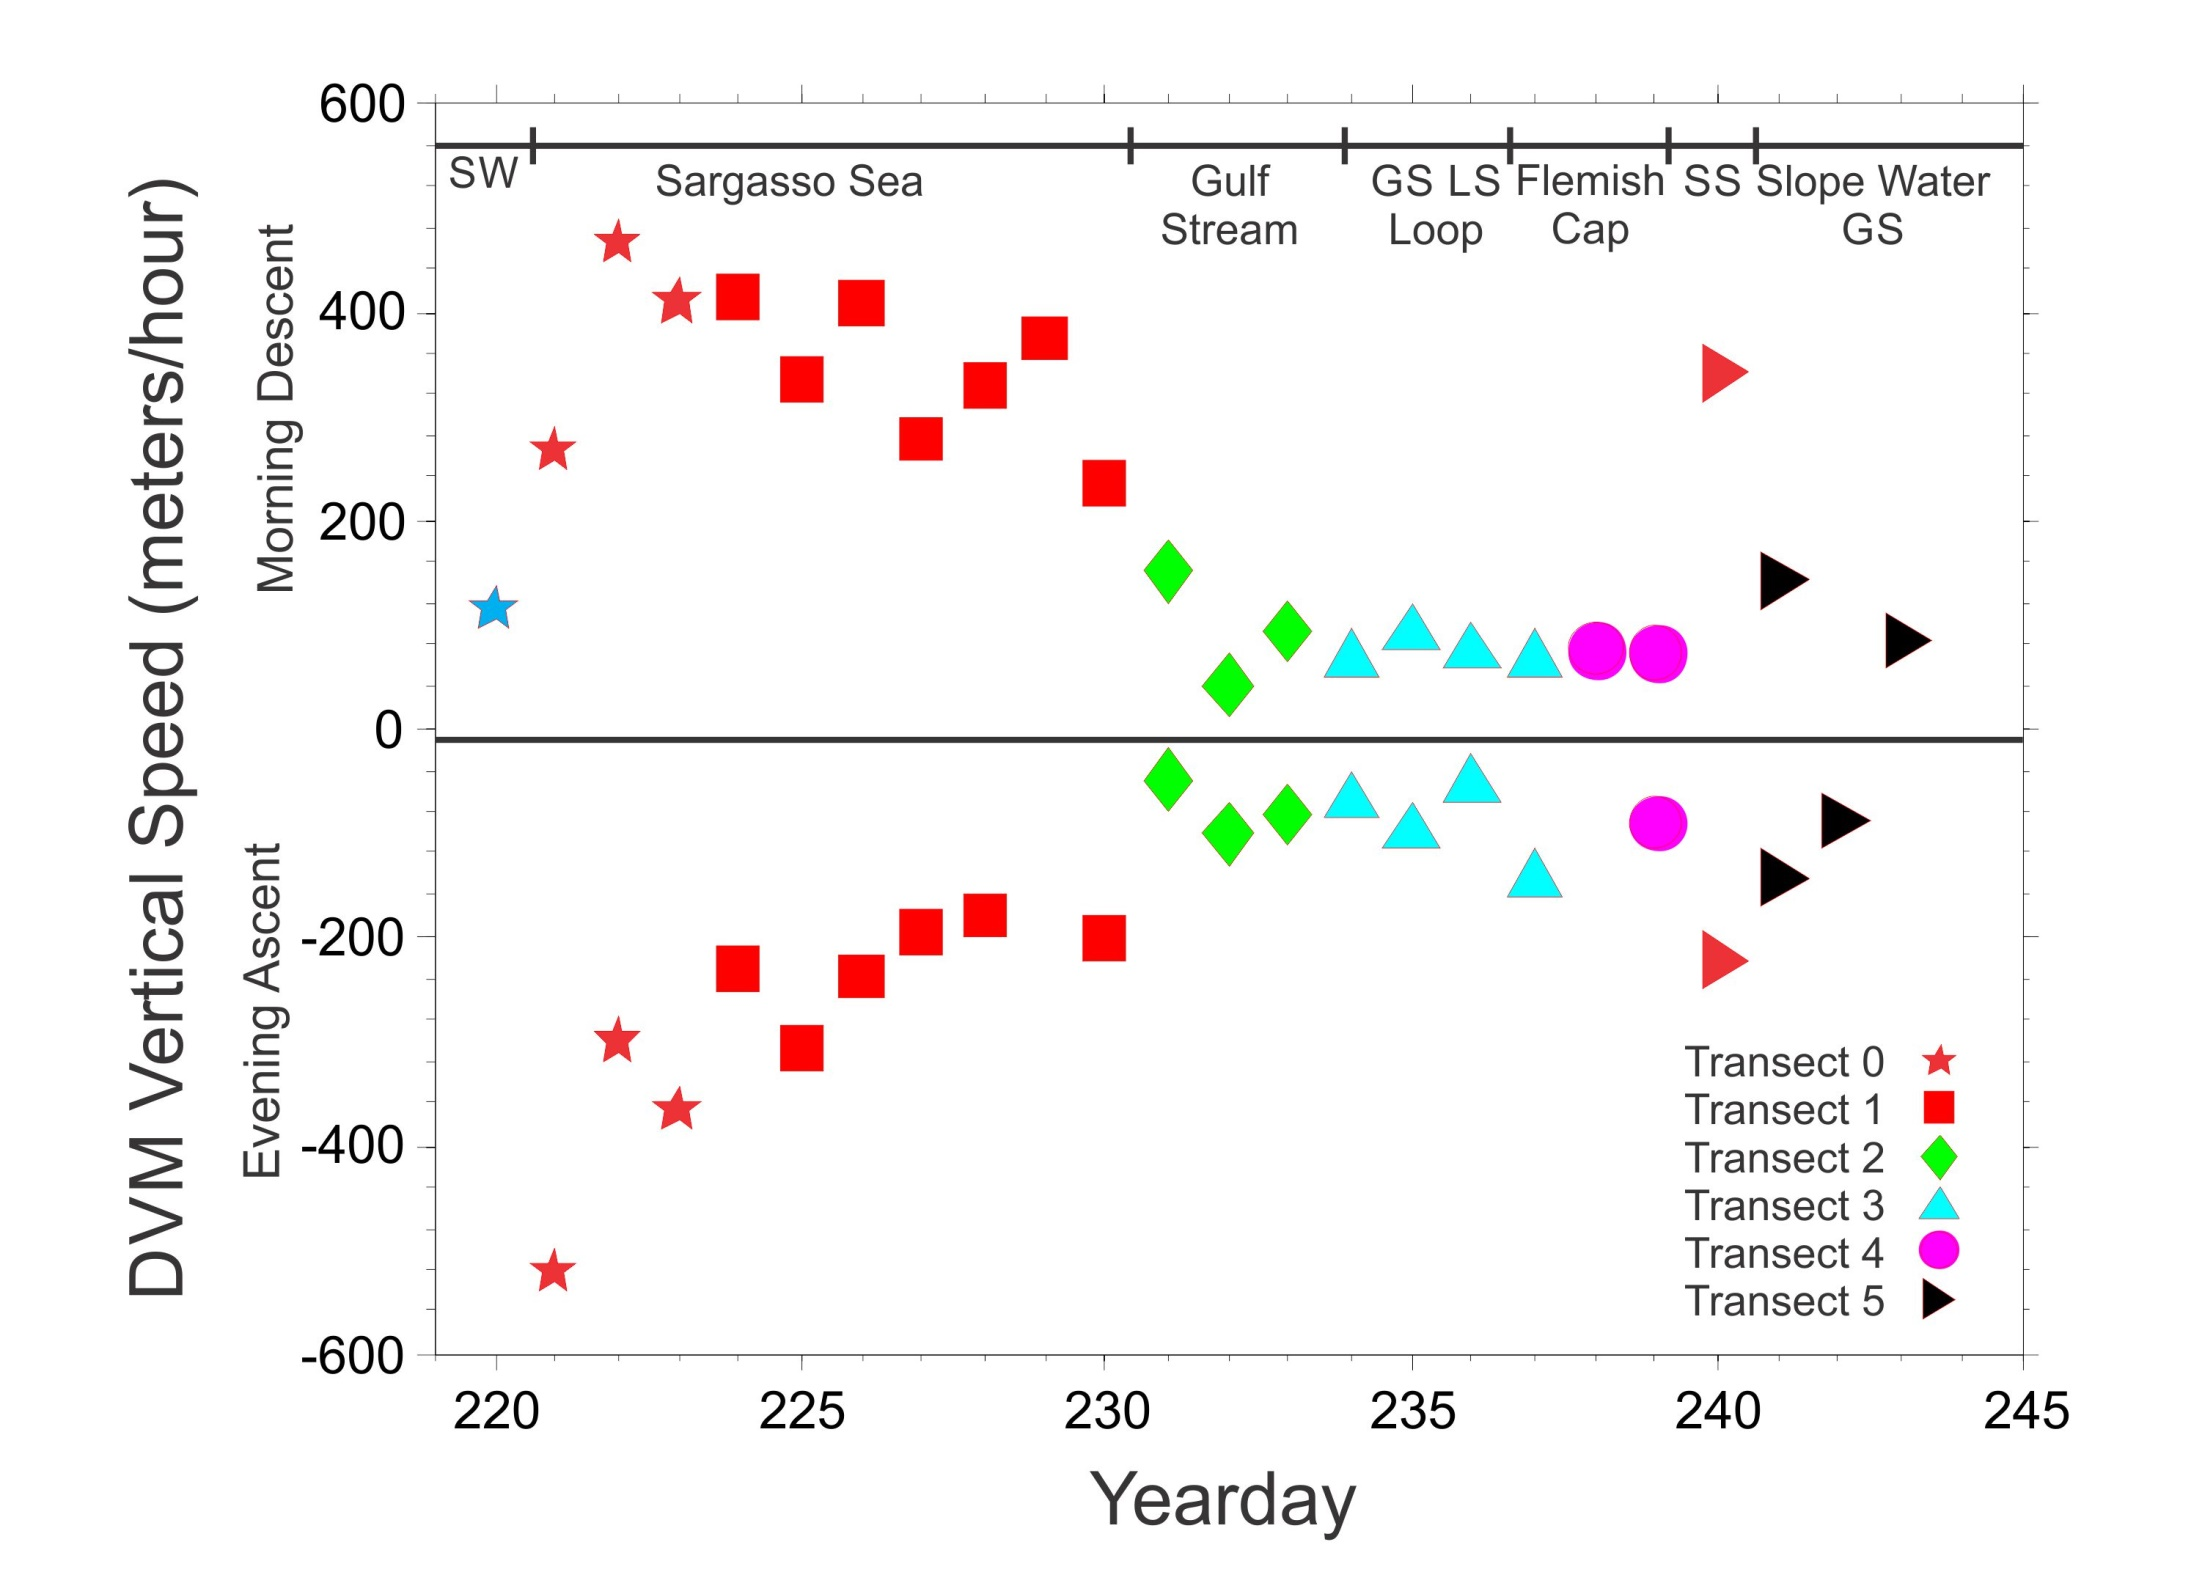 600
SW
Sargasso Sea
Gulf
Stream
GS LS
Loop
Flemish
Cap
SS
Slope Water
GS
400
200
0
-200
-400
-600
DVM Vertical Speed (meters/hour)
Morning Descent
Evening Ascent
Transect 0
Transect 1
Transect 2
Transect 3
Transect 4
Transect 5
220 225 230 235 240 245
Yearday